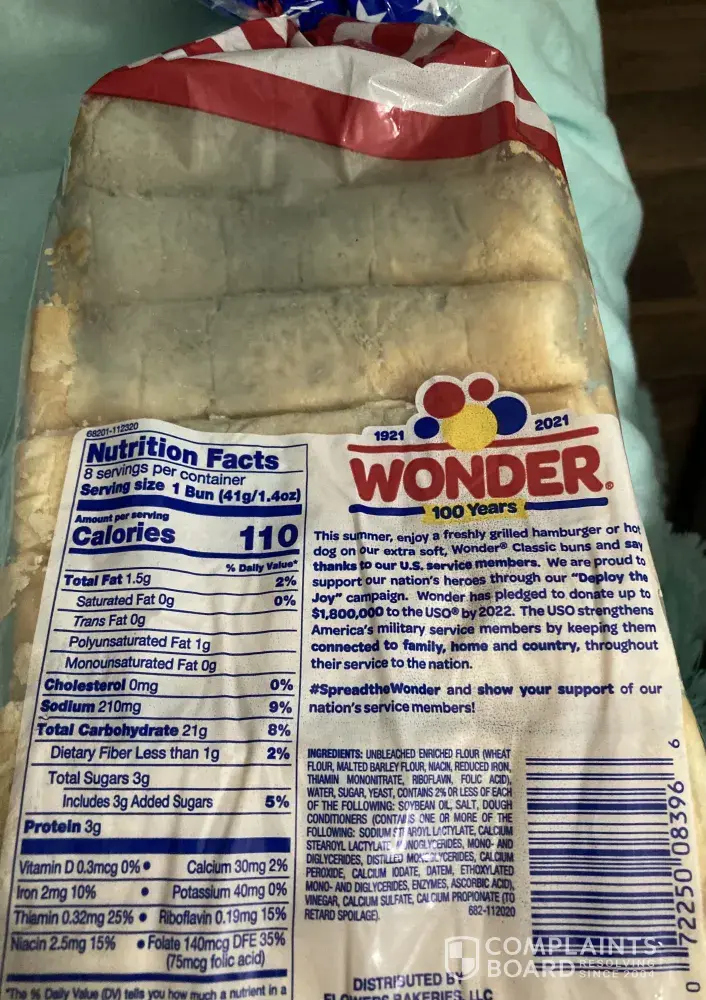 68201-112320
Nutrition Facts
8 servings per container
Serving size 1 Bun (41g/1.4oz)
Amount per serving
Calories 110
% Daily Value*
Total Fat 1.5g 2%
Saturated Fat 0g 0%
Trans Fat 0g
Polyunsaturated Fat 1g
Monounsaturated Fat 0g
Cholesterol 0mg 0%
Sodium 210mg 9%
Total Carbohydrate 21g 8%
Dietary Fiber Less than 1g 2%
Total Sugars 3g
Includes 3g Added Sugars 5%
Protein 3g
Vitamin D 0.3mcg 0% • Calcium 30mg 2%
Iron 2mg 10% • Potassium 40mg 0%
Thiamin 0.32mg 25% • Riboflavin 0.19mg 15%
Niacin 2.5mg 15% • Folate 140mcg DFE 35%
(75mcg folic acid)
*The % Daily Value (DV) tells you how much a nutrient in a
1921 2021
WONDER®
100 Years
This summer, enjoy a freshly grilled hamburger or hot
dog on our extra soft, Wonder® Classic buns and say
thanks to our U.S. service members. We are proud to
support our nation's heroes through our "Deploy the
Joy" campaign. Wonder has pledged to donate up to
$1,800,000 to the USO® by 2022. The USO strengthens
America's military service members by keeping them
connected to family, home and country, throughout
their service to the nation.
#SpreadtheWonder and show your support of our
nation's service members!
INGREDIENTS: UNBLEACHED ENRICHED FLOUR (WHEAT
FLOUR, MALTED BARLEY FLOUR, NIACIN, REDUCED IRON,
THIAMIN MONONITRATE, RIBOFLAVIN, FOLIC ACID),
WATER, SUGAR, YEAST, CONTAINS 2% OR LESS OF EACH
OF THE FOLLOWING: SOYBEAN OIL, SALT, DOUGH
CONDITIONERS (CONTAINS ONE OR MORE OF THE
FOLLOWING: SODIUM STEAROYL LACTYLATE, CALCIUM
STEAROYL LACTYLATE, MONOGLYCERIDES, MONO- AND
DIGLYCERIDES, DISTILLED MONOGLYCERIDES, CALCIUM
PEROXIDE, CALCIUM IODATE, DATEM, ETHOXYLATED
MONO- AND DIGLYCERIDES, ENZYMES, ASCORBIC ACID),
VINEGAR, CALCIUM SULFATE, CALCIUM PROPIONATE (TO
RETARD SPOILAGE). 682-112020
0 72250 08396 9
DISTRIBUTED BY
FLOWERS BAKERIES, LLC
COMPLAINTS
BOARD RESOLVING
SINCE 2004